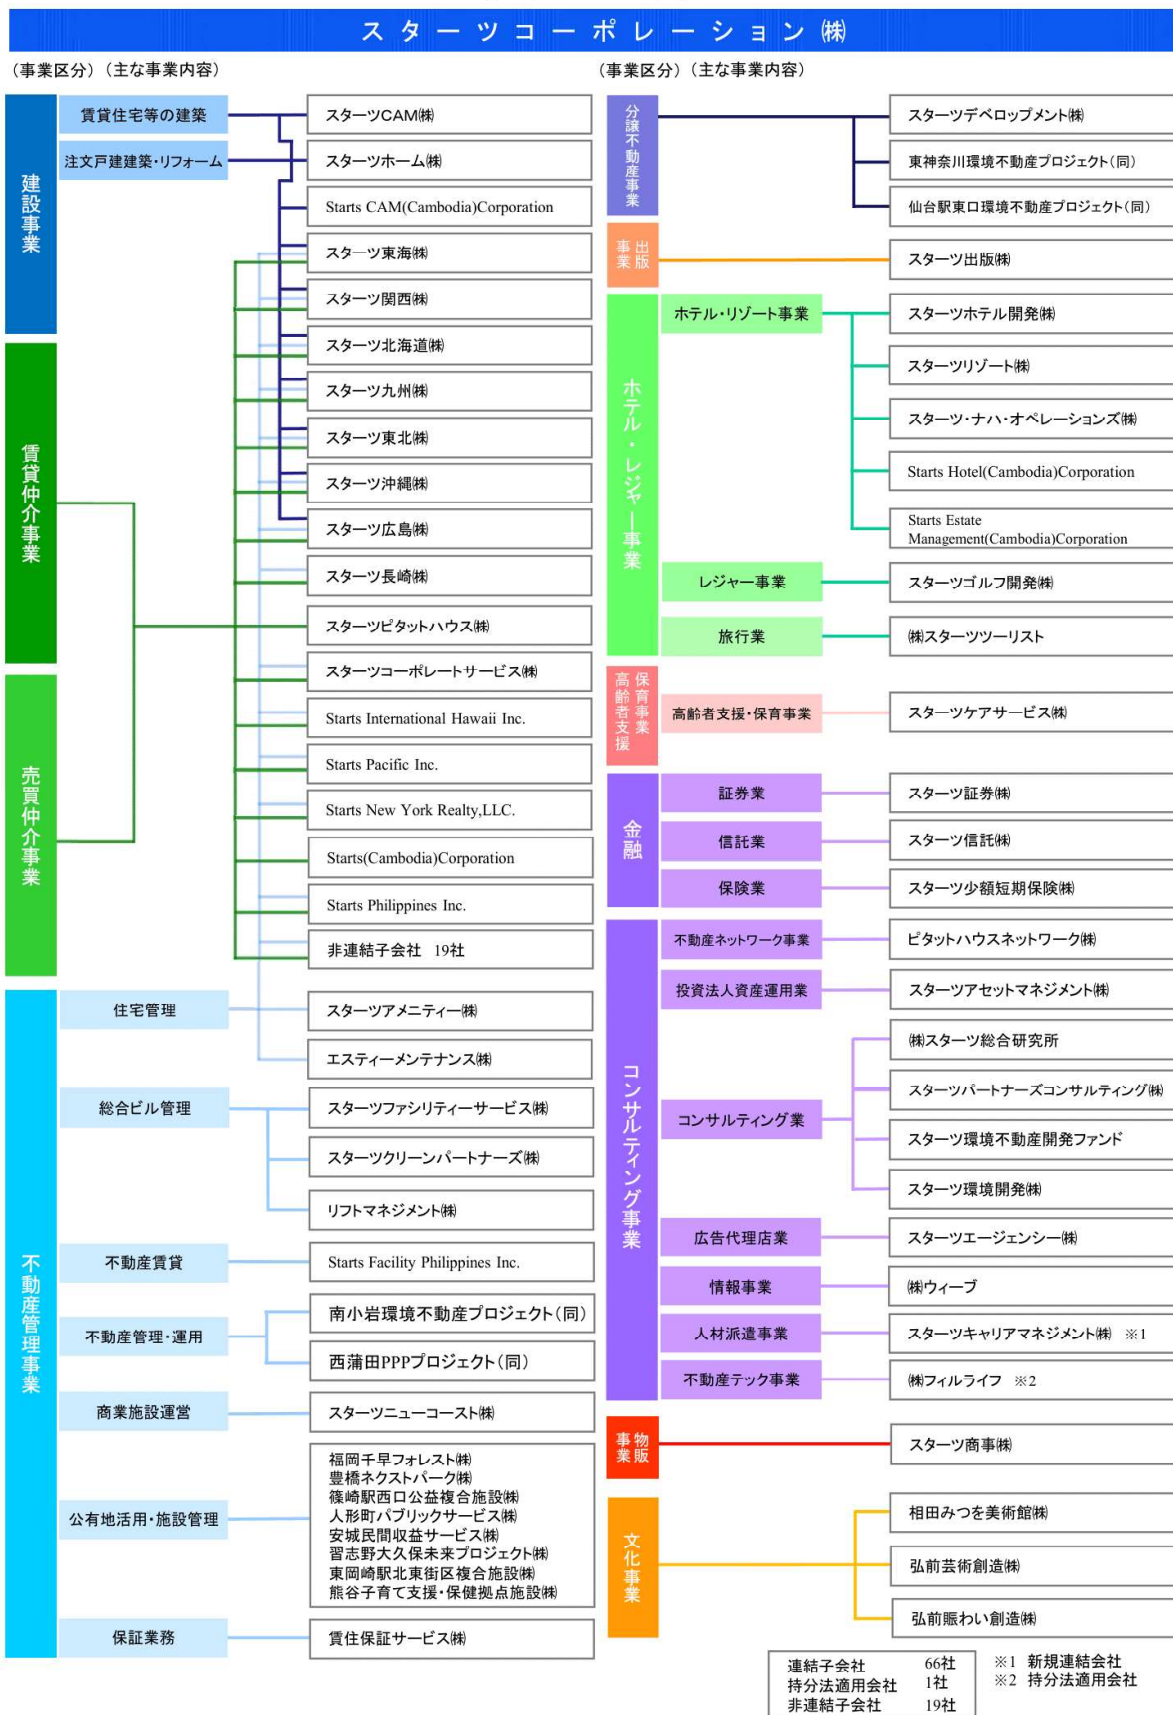 スターツコーポレーション㈱
(事業区分)(主な事業内容)
建設事業
賃貸住宅等の建築
注文戸建建築・リフォーム
賃貸仲介事業
売買仲介事業
スターツCAM㈱
スターツホーム㈱
Starts CAM(Cambodia)Corporation
スターツ東海㈱
スターツ関西㈱
スターツ北海道㈱
スターツ九州㈱
スターツ東北㈱
スターツ沖縄㈱
スターツ広島㈱
スターツ長崎㈱
スターツピタットハウス㈱
スターツコーポレートサービス㈱
Starts International Hawaii Inc.
Starts Pacific Inc.
Starts New York Realty,LLC.
Starts(Cambodia)Corporation
Starts Philippines Inc.
非連結子会社 19社
不動産管理事業
住宅管理
スターツアメニティー㈱
エスティーメンテナンス㈱
総合ビル管理
スターツファシリティーサービス㈱
スターツクリーンパートナーズ㈱
リフトマネジメント㈱
不動産賃貸
Starts Facility Philippines Inc.
不動産管理・運用
南小岩環境不動産プロジェクト(同)
西蒲田PPPプロジェクト(同)
商業施設運営
スターツニューコースト㈱
公有地活用・施設管理
福岡千早フォレスト㈱
豊橋ネクストパーク㈱
篠崎駅西口公益複合施設㈱
人形町パブリックサービス㈱
安城民間収益サービス㈱
習志野大久保未来プロジェクト㈱
東岡崎駅北東街区複合施設㈱
熊谷子育て支援・保健拠点施設㈱
保証業務
賃住保証サービス㈱
(事業区分)(主な事業内容)
分譲不動産事業
スターツデベロップメント㈱
東神奈川環境不動産プロジェクト(同)
仙台駅東口環境不動産プロジェクト(同)
出版
事業
スターツ出版㈱
ホテル・レジャー事業
ホテル・リゾート事業
スターツホテル開発㈱
スターツリゾート㈱
スターツ・ナハ・オペレーションズ㈱
Starts Hotel(Cambodia)Corporation
Starts Estate
Management(Cambodia)Corporation
レジャー事業
スターツゴルフ開発㈱
旅行業
㈱スターツツーリスト
保育事業
高齢者支援
高齢者支援・保育事業
スターツケアサービス㈱
金融
証券業
スターツ証券㈱
信託業
スターツ信託㈱
保険業
スターツ少額短期保険㈱
コンサルティング事業
不動産ネットワーク事業
ピタットハウスネットワーク㈱
投資法人資産運用業
スターツアセットマネジメント㈱
コンサルティング業
㈱スターツ総合研究所
スターツパートナーズコンサルティング㈱
スターツ環境不動産開発ファンド
スターツ環境開発㈱
広告代理店業
スターツエージェンシー㈱
情報事業
㈱ウィーブ
人材派遣事業
スターツキャリアマネジメント㈱ ※1
不動産テック事業
㈱フィルライフ ※2
物販
事業
スターツ商事㈱
文化事業
相田みつを美術館㈱
弘前芸術創造㈱
弘前賑わい創造㈱
連結子会社 66社
持分法適用会社 1社
非連結子会社 19社
※1 新規連結会社
※2 持分法適用会社